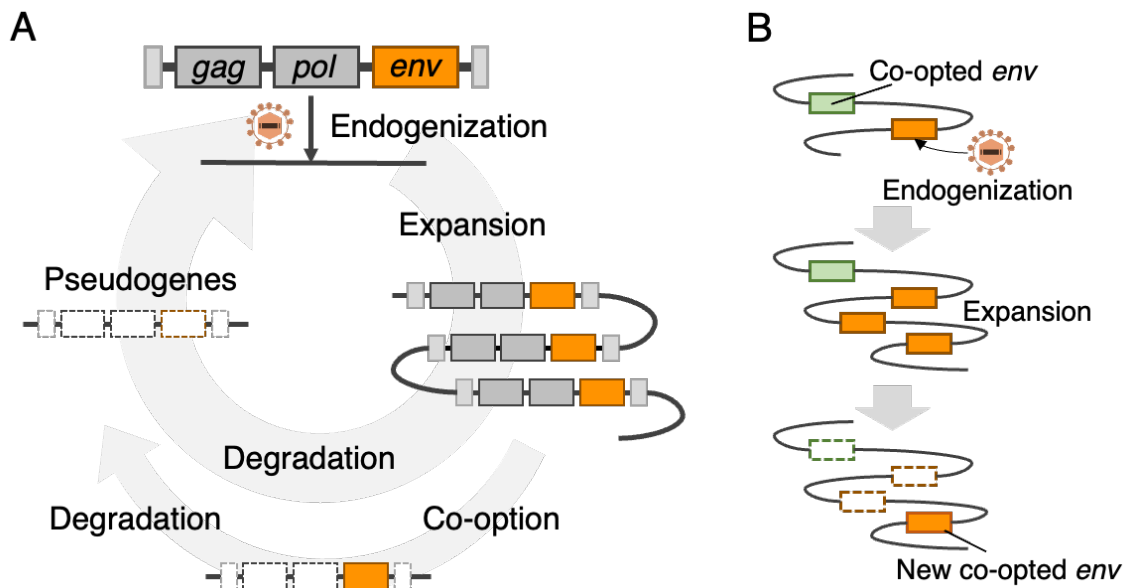 A
gag pol env
Endogenization
Expansion
Pseudogenes
Degradation
Degradation
Co-option
B
Co-opted env
Endogenization
Expansion
New co-opted env